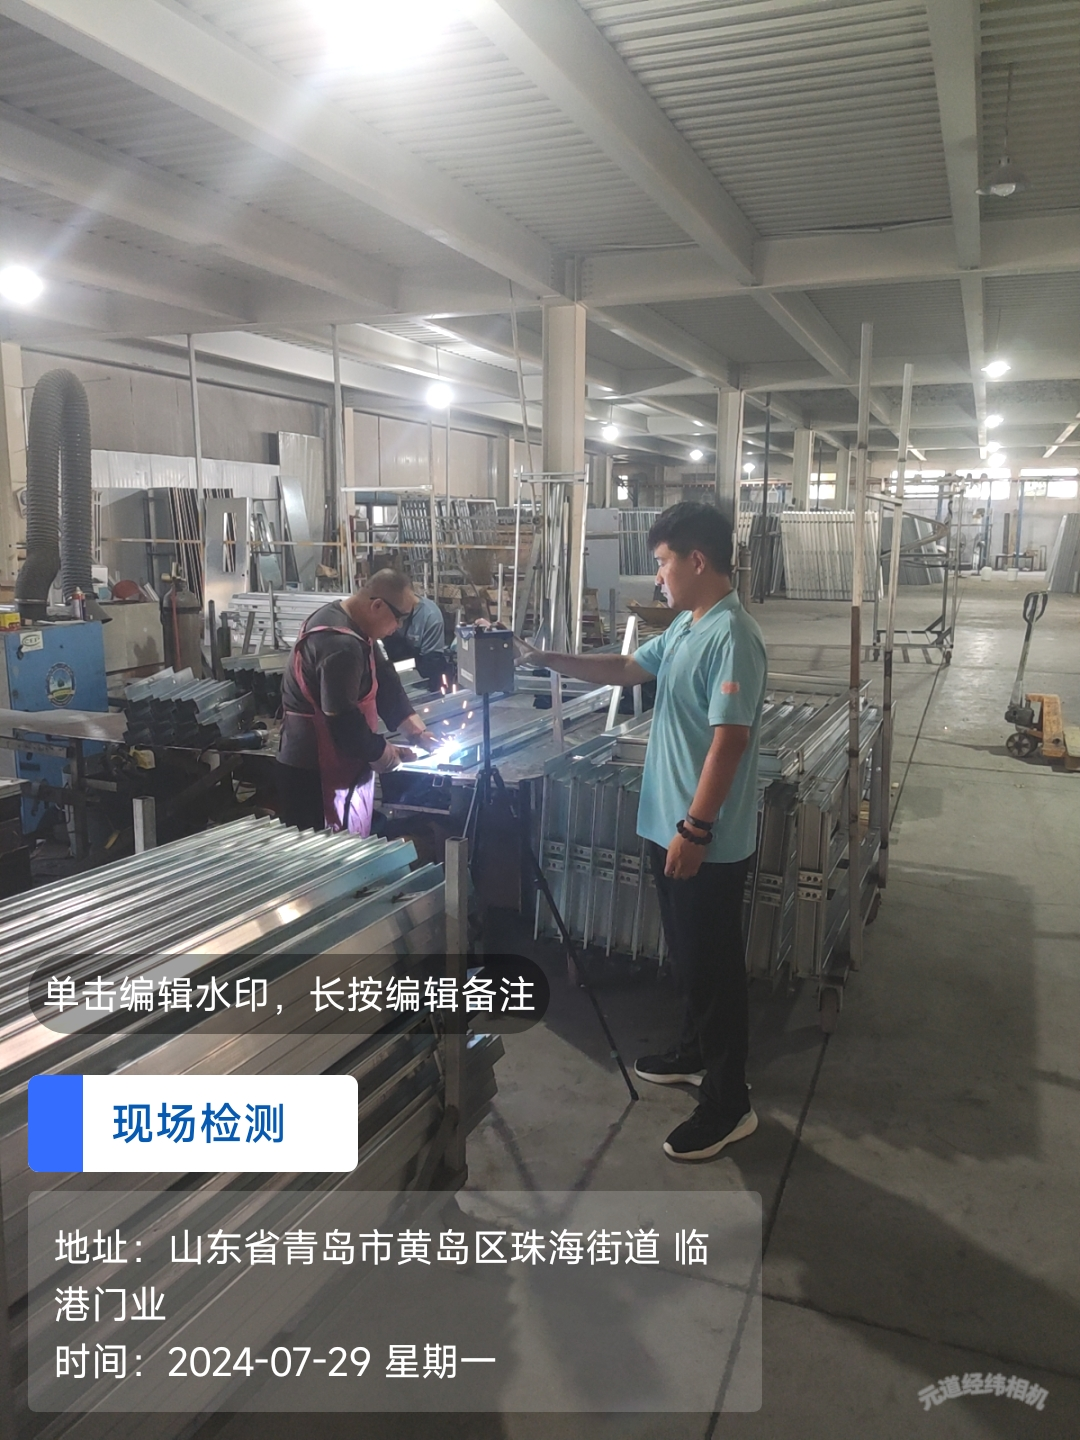 单击编辑水印，长按编辑备注
现场检测
地址：山东省青岛市黄岛区珠海街道 临
港门业
时间：2024-07-29 星期一
元道经纬相机